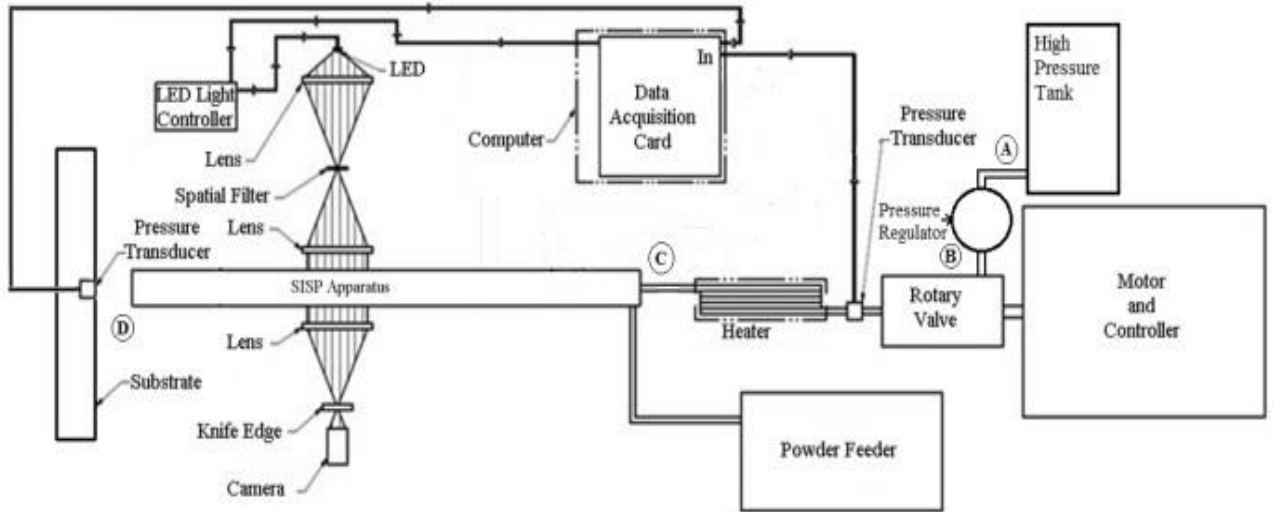 High
Pressure
Tank
LED
In
LED Light
Controller
Data
Acquisition
Card
Computer
Pressure
Transducer
A
Lens
Spatial Filter
Pressure
Regulator
Lens
Pressure
Transducer
B
C
SISP Apparatus
Rotary
Valve
Motor
and
Controller
D
Lens
Heater
Substrate
Knife Edge
Powder Feeder
Camera